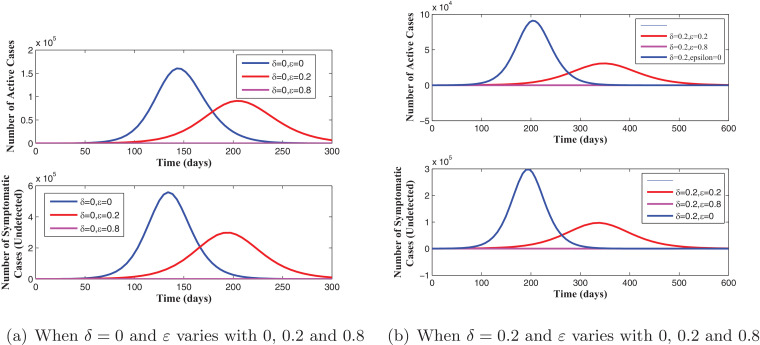 x 10^5
Number of Active Cases
2
1.5
1
0.5
0
δ=0,ε=0
δ=0,ε=0.2
δ=0,ε=0.8
0 50 100 150 200 250 300
Time (days)
x 10^5
Number of Symptomatic
Cases (Undetected)
6
4
2
0
δ=0,ε=0
δ=0,ε=0.2
δ=0,ε=0.8
0 50 100 150 200 250 300
Time (days)
(a) When δ = 0 and ε varies with 0, 0.2 and 0.8
x 10^4
Number of Active Cases
10
5
0
−5
δ=0.2,ε=0.2
δ=0.2,ε=0.8
δ=0.2,epsilon=0
0 100 200 300 400 500 600
Time (days)
x 10^5
Number of Symptomatic
Cases (Undetected)
3
2
1
0
−1
δ=0.2,ε=0.2
δ=0.2,ε=0.8
δ=0.2,ε=0
0 100 200 300 400 500 600
Time (days)
(b) When δ = 0.2 and ε varies with 0, 0.2 and 0.8